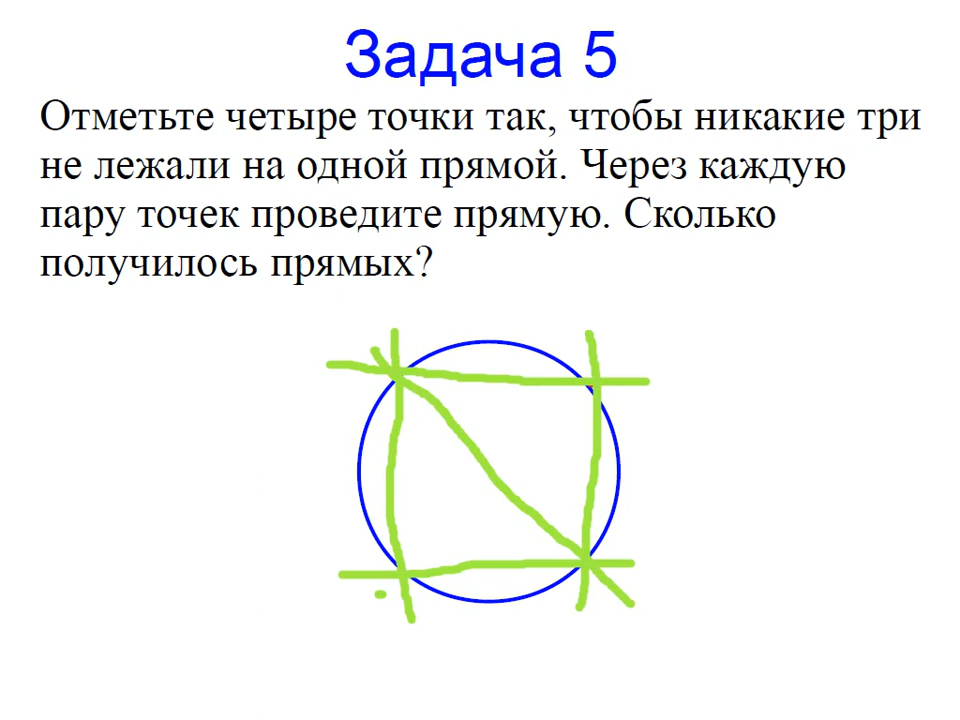 Задача 5
Отметьте четыре точки так, чтобы никакие три
не лежали на одной прямой. Через каждую
пару точек проведите прямую. Сколько
получилось прямых?